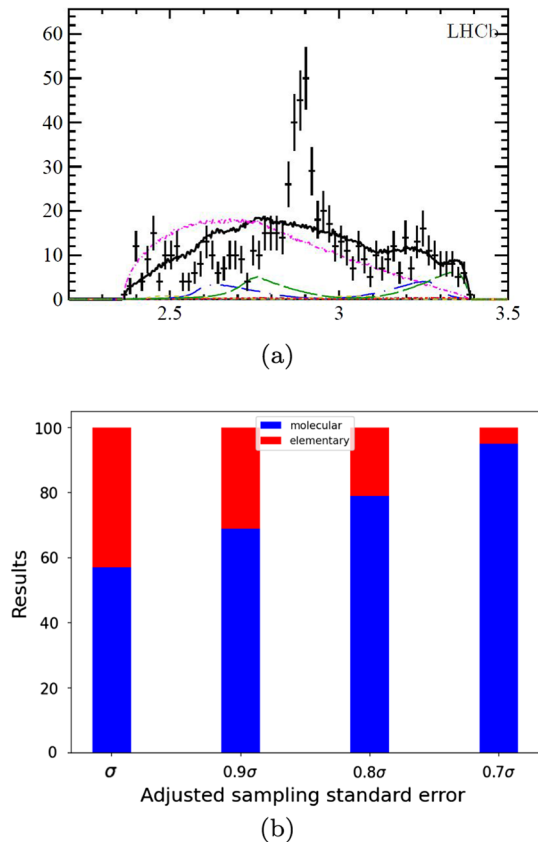 LHCb
60
50
40
30
20
10
0
2.5 3 3.5
(a)
molecular
elementary
100
80
60
40
20
0
Results
σ 0.9σ 0.8σ 0.7σ
Adjusted sampling standard error
(b)